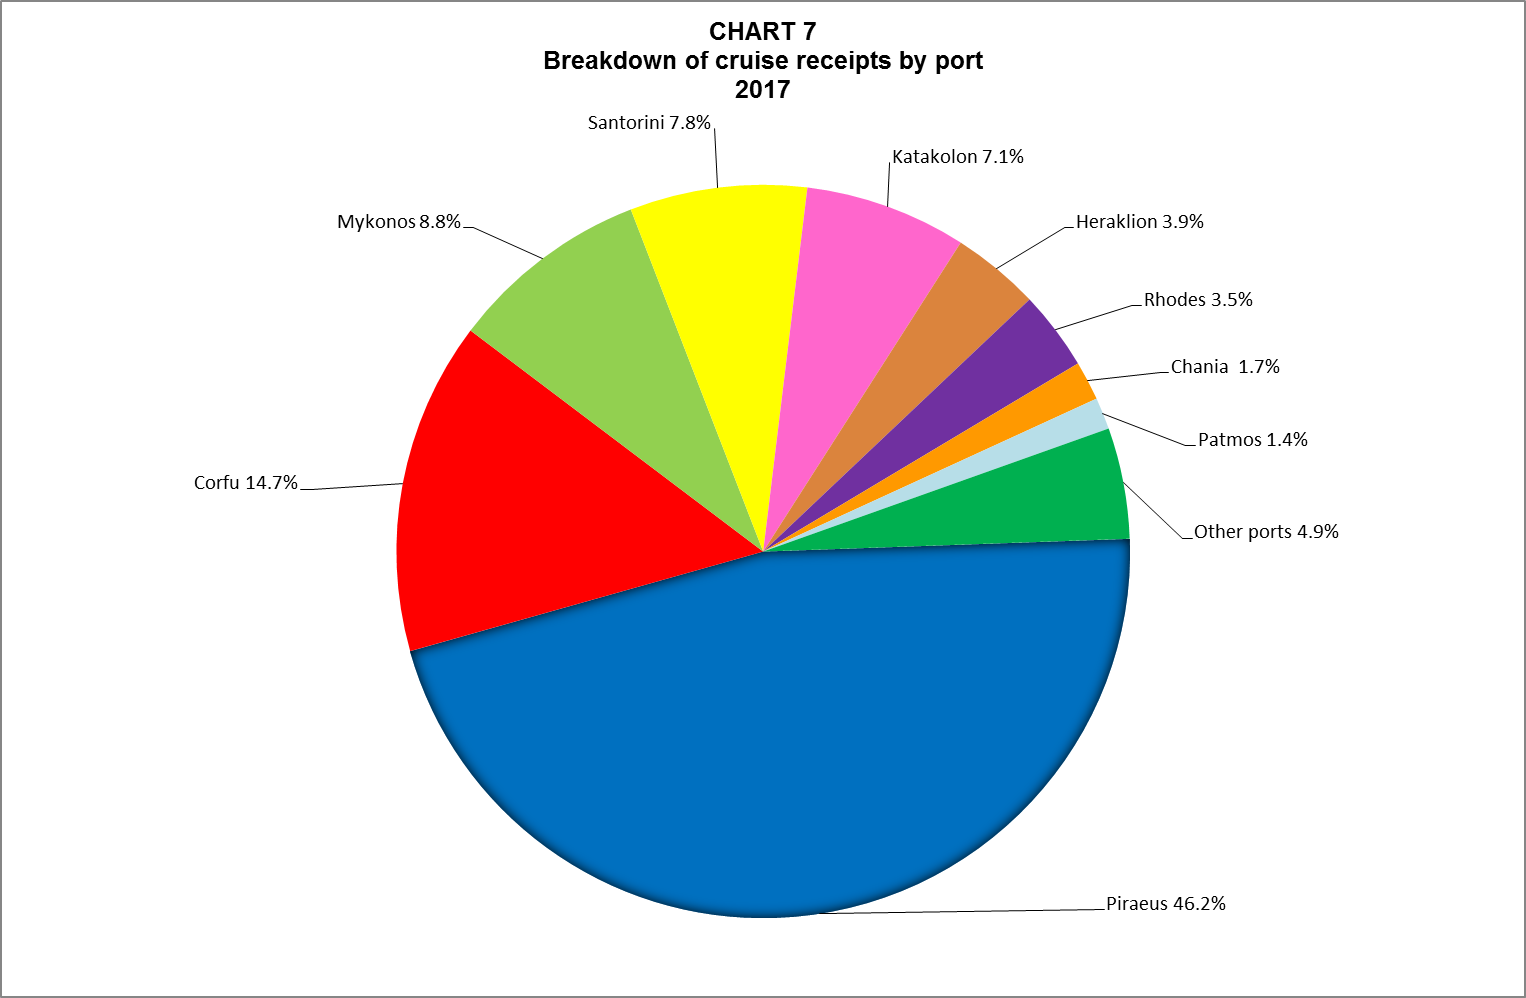 CHART 7
Breakdown of cruise receipts by port
2017
Santorini 7.8%
Katakolon 7.1%
Mykonos 8.8%
Heraklion 3.9%
Rhodes 3.5%
Chania  1.7%
Patmos 1.4%
Corfu 14.7%
Other ports 4.9%
Piraeus 46.2%